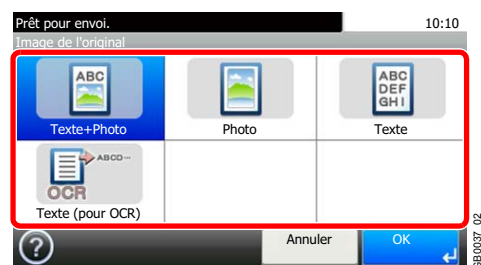 Prêt pour envoi. 10:10
Image de l'original
ABC
ABC
DEF
GHI
Texte+Photo Photo Texte
ABCD...
OCR
Texte (pour OCR)
? Annuler OK
GB0037_02